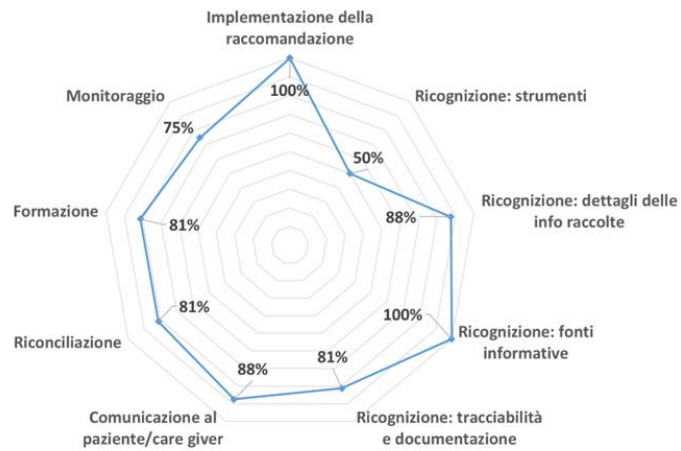 Implementazione della
raccomandazione
100%
Ricognizione: strumenti
50%
Ricognizione: dettagli delle
info raccolte
88%
Ricognizione: fonti
informative
100%
Ricognizione: tracciabilità
e documentazione
81%
Comunicazione al
paziente/care giver
88%
Riconciliazione
81%
Formazione
81%
Monitoraggio
75%